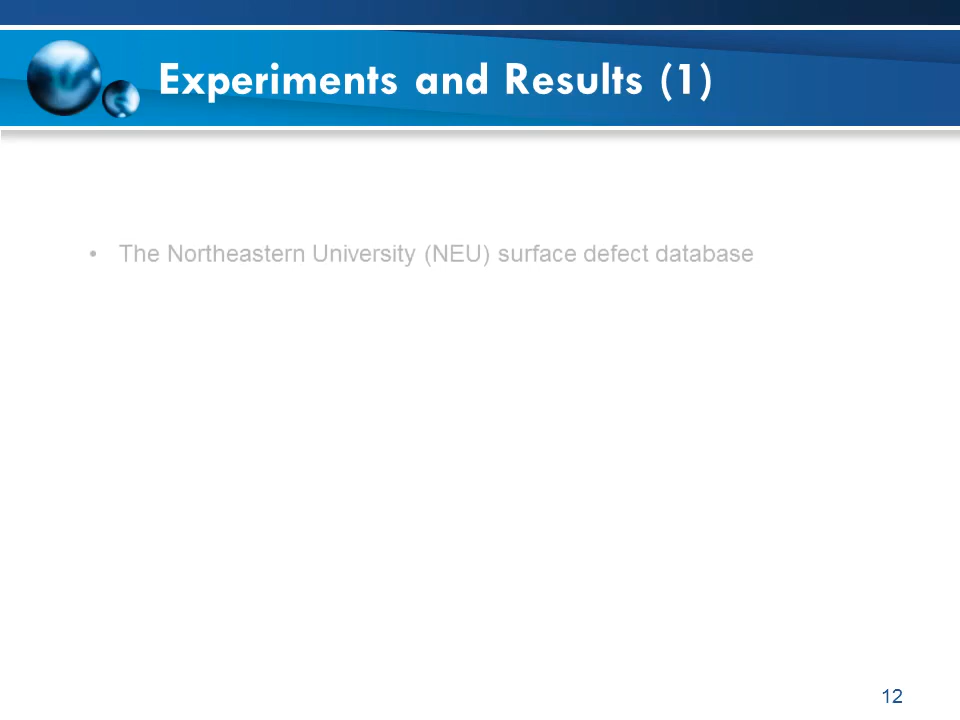 Experiments and Results (1)
• The Northeastern University (NEU) surface defect database
12